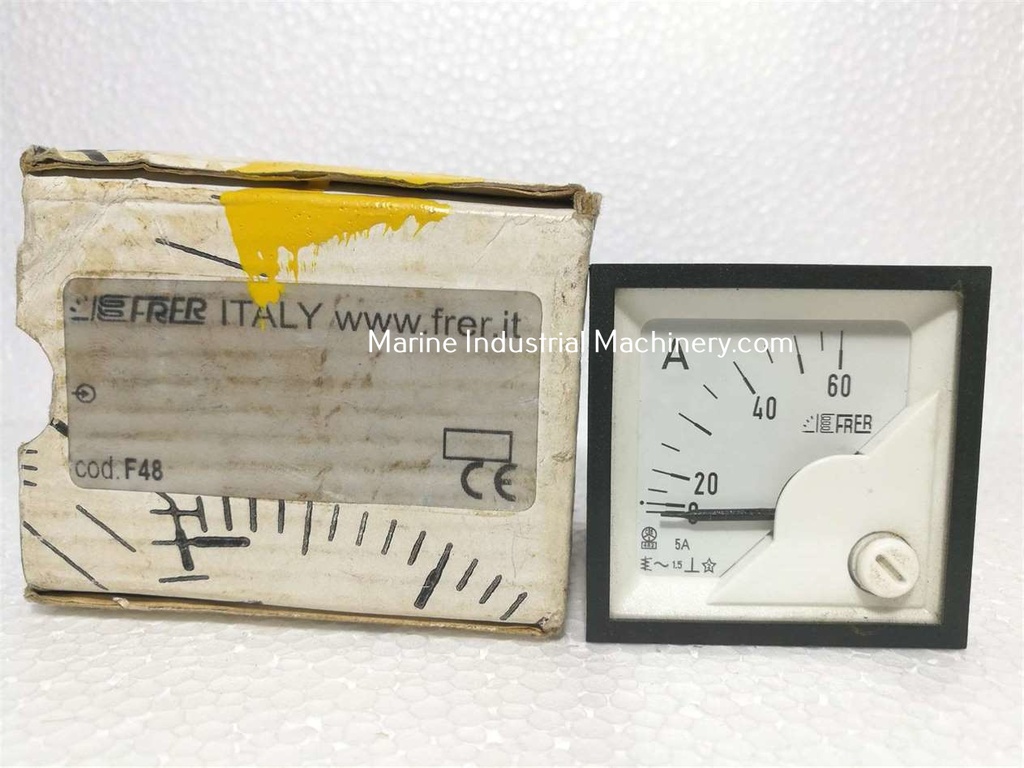 FRER ITALY www.frer.it
cod. F48
CE
Marine Industrial Machinery.com
A
60
40
FRER
20
0
5A
1.5